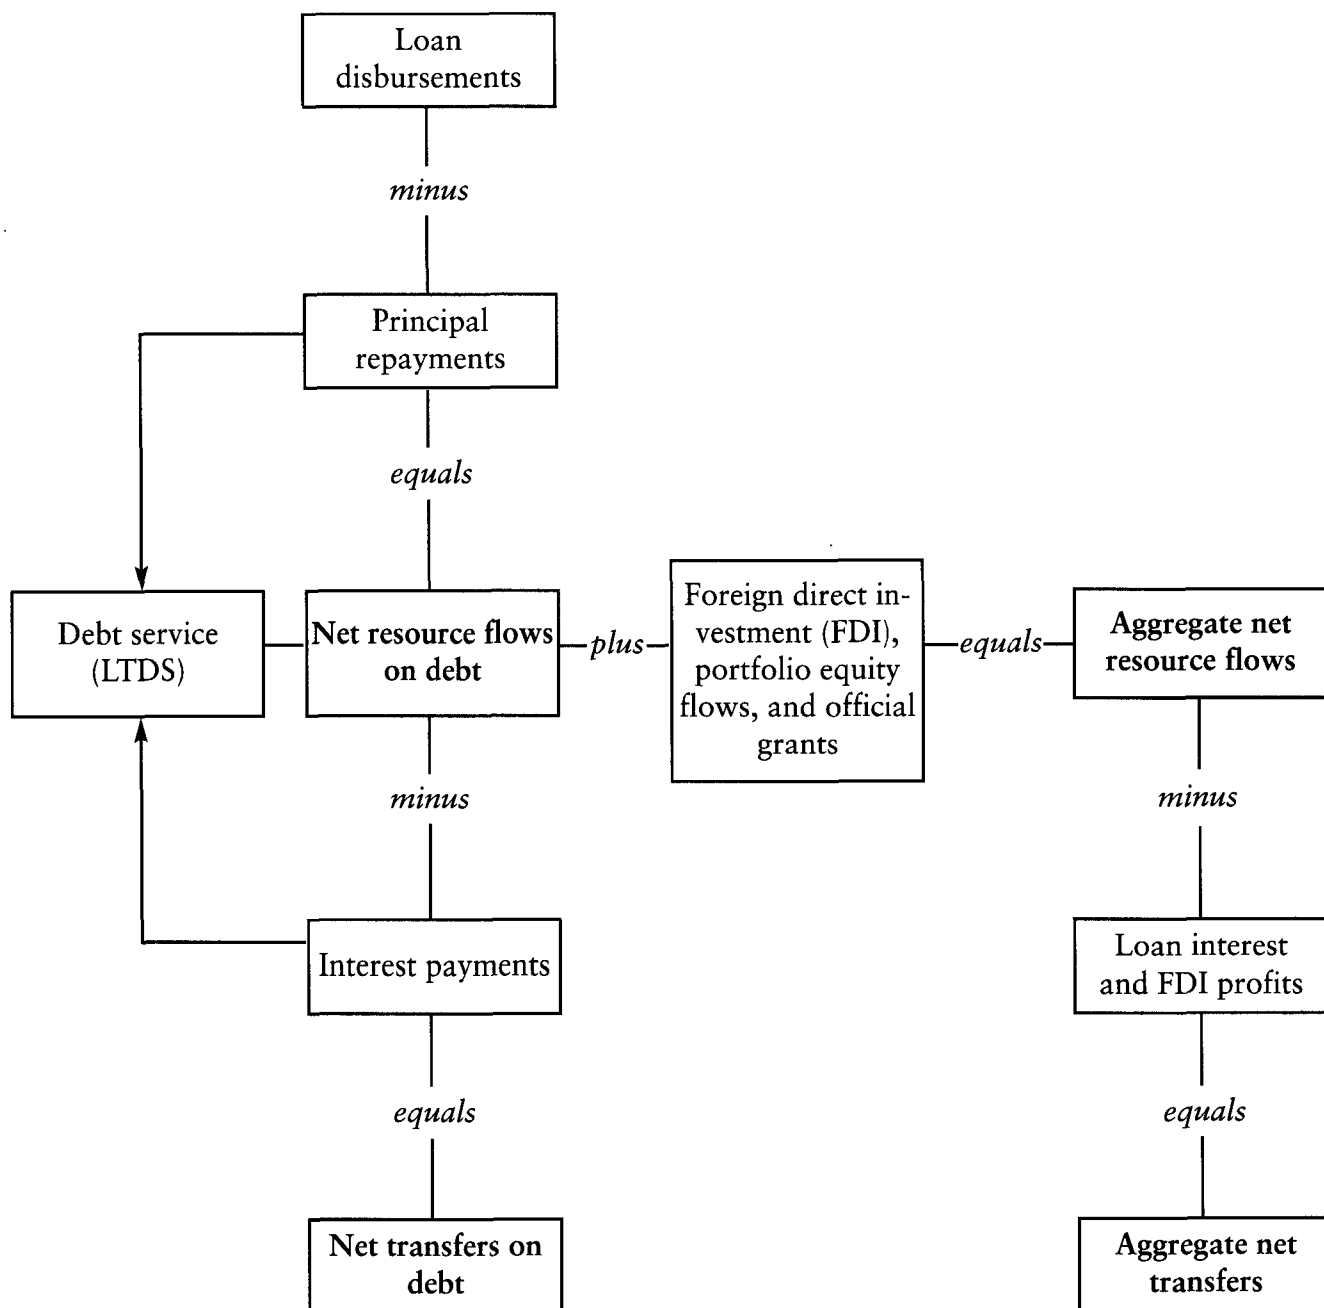 Loan
disbursements
minus
Principal
repayments
equals
Debt service
(LTDS)
Net resource flows
on debt
plus
Foreign direct in-
vestment (FDI),
portfolio equity
flows, and official
grants
equals
Aggregate net
resource flows
minus
minus
Interest payments
Loan interest
and FDI profits
equals
equals
Net transfers on
debt
Aggregate net
transfers